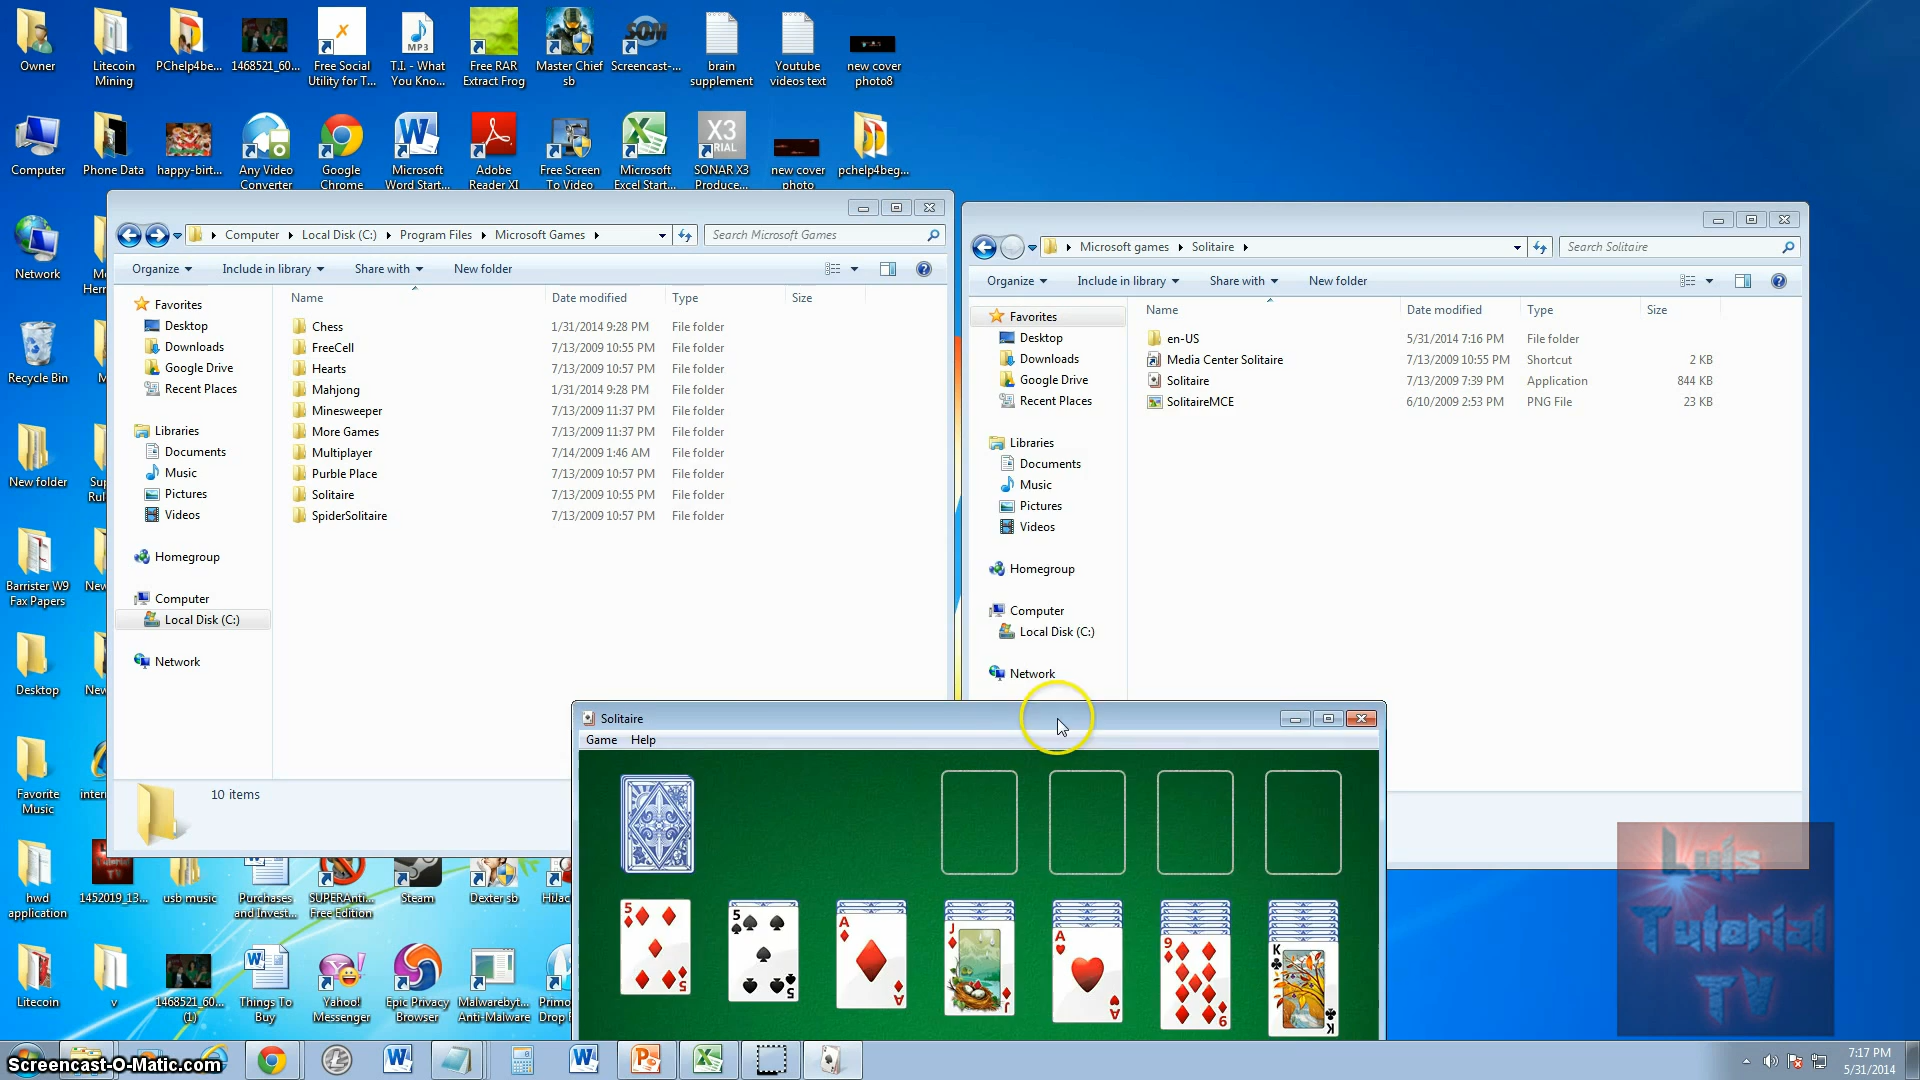 Owner
Litecoin
Mining
PChelp4be...
1468521_60...
Free Social
Utility for T...
T.I. - What
You Kno...
Free RAR
Extract Frog
Master Chief
sb
Screencast-...
brain
supplement
Youtube
videos text
new cover
photo8
MP3
SOM
X3
RIAL
Computer
Phone Data
happy-birt...
Any Video
Converter
Google
Chrome
Microsoft
Word Start...
Adobe
Reader XI
Free Screen
To Video
Microsoft
Excel Start...
SONAR X3
Produce...
new cover
photo
pchelp4beg...
Network
Recycle Bin
New folder
Barrister W9
Fax Papers
Desktop
Favorite
Music
hwd
application
Litecoin
Computer
Local Disk (C:)
Program Files
Microsoft Games
Search Microsoft Games
Organize
Include in library
Share with
New folder
Name
Date modified
Type
Size
Favorites
Desktop
Downloads
Google Drive
Recent Places
Libraries
Documents
Music
Pictures
Videos
Homegroup
Computer
Local Disk (C:)
Network
Chess 1/31/2014 9:28 PM File folder
FreeCell 7/13/2009 10:55 PM File folder
Hearts 7/13/2009 10:57 PM File folder
Mahjong 1/31/2014 9:28 PM File folder
Minesweeper 7/13/2009 11:37 PM File folder
More Games 7/13/2009 11:37 PM File folder
Multiplayer 7/14/2009 1:46 AM File folder
Purble Place 7/13/2009 10:57 PM File folder
Solitaire 7/13/2009 10:55 PM File folder
SpiderSolitaire 7/13/2009 10:57 PM File folder
10 items
Microsoft games
Solitaire
Search Solitaire
Organize
Include in library
Share with
New folder
Name
Date modified
Type
Size
Favorites
Desktop
Downloads
Google Drive
Recent Places
Libraries
Documents
Music
Pictures
Videos
Homegroup
Computer
Local Disk (C:)
Network
en-US 5/31/2014 7:16 PM File folder
Media Center Solitaire 7/13/2009 10:55 PM Shortcut 2 KB
Solitaire 7/13/2009 7:39 PM Application 844 KB
SolitaireMCE 6/10/2009 2:53 PM PNG File 23 KB
Solitaire
Game Help
5
5
A
J
A
9
K
5
5
A
J
A
9
K
1452019_13...
usb music
Purchases
and Invest...
SUPERAnti...
Free Edition
Steam
Dexter sb
HiJac
v
1468521_60...
(1)
Things To
Buy
Yahoo!
Messenger
Epic Privacy
Browser
Malwarebyt...
Anti-Malware
Primo
Drop
Luis
Tutorial
TV
Screencast-O-Matic.com
7:17 PM
5/31/2014